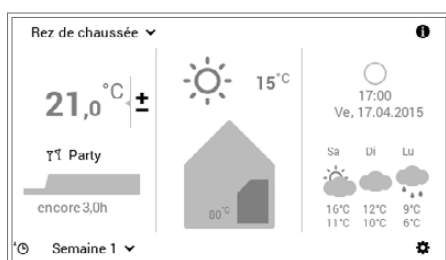 Rez de chaussée
21,0 °C ±
Party
encore 3,0h
15°C
80°C
17:00
Ve, 17.04.2015
Sa Di Lu
16°C 12°C 9°C
11°C 10°C 6°C
Semaine 1